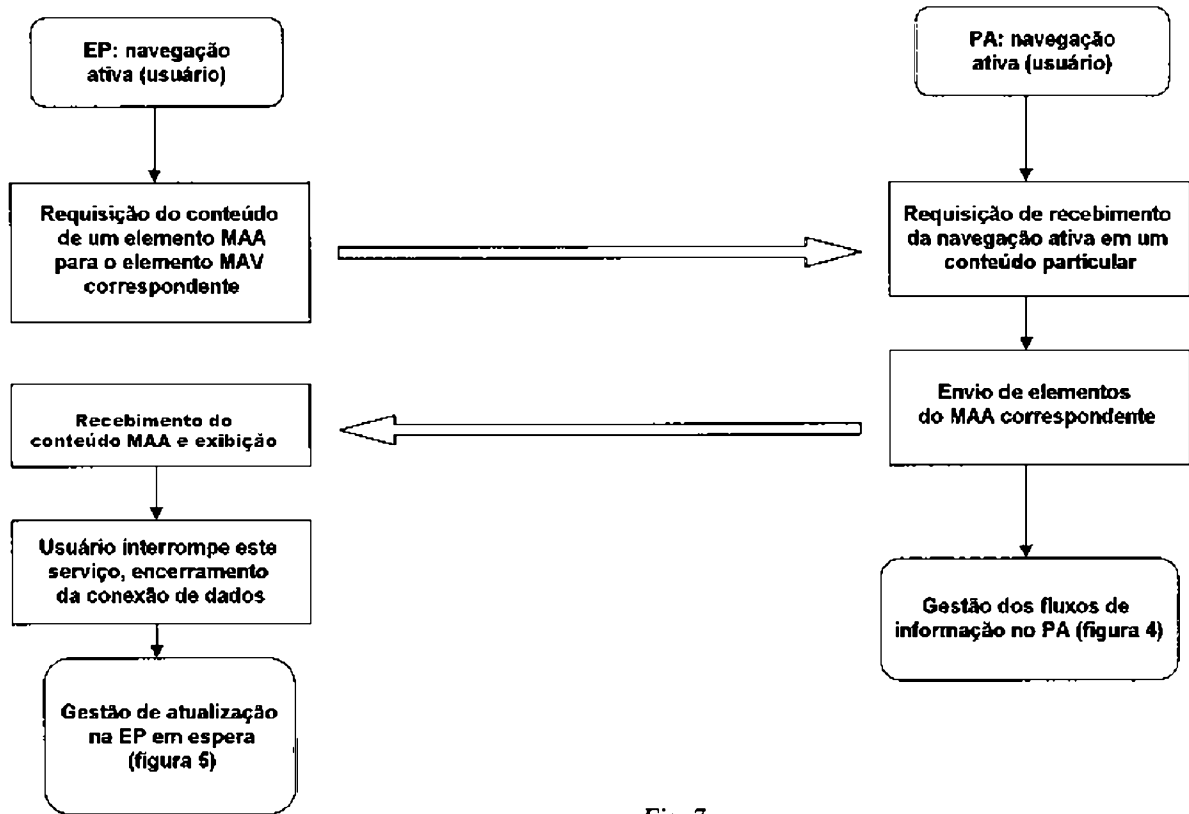 EP: navegação
ativa (usuário)
PA: navegação
ativa (usuário)
Requisição do conteúdo
de um elemento MAA
para o elemento MAV
correspondente
Requisição de recebimento
da navegação ativa em um
conteúdo particular
Envio de elementos
do MAA correspondente
Recebimento do
conteúdo MAA e exibição
Usuário interrompe este
serviço, encerramento
da conexão de dados
Gestão dos fluxos de
informação no PA (figura 4)
Gestão de atualização
na EP em espera
(figura 5)